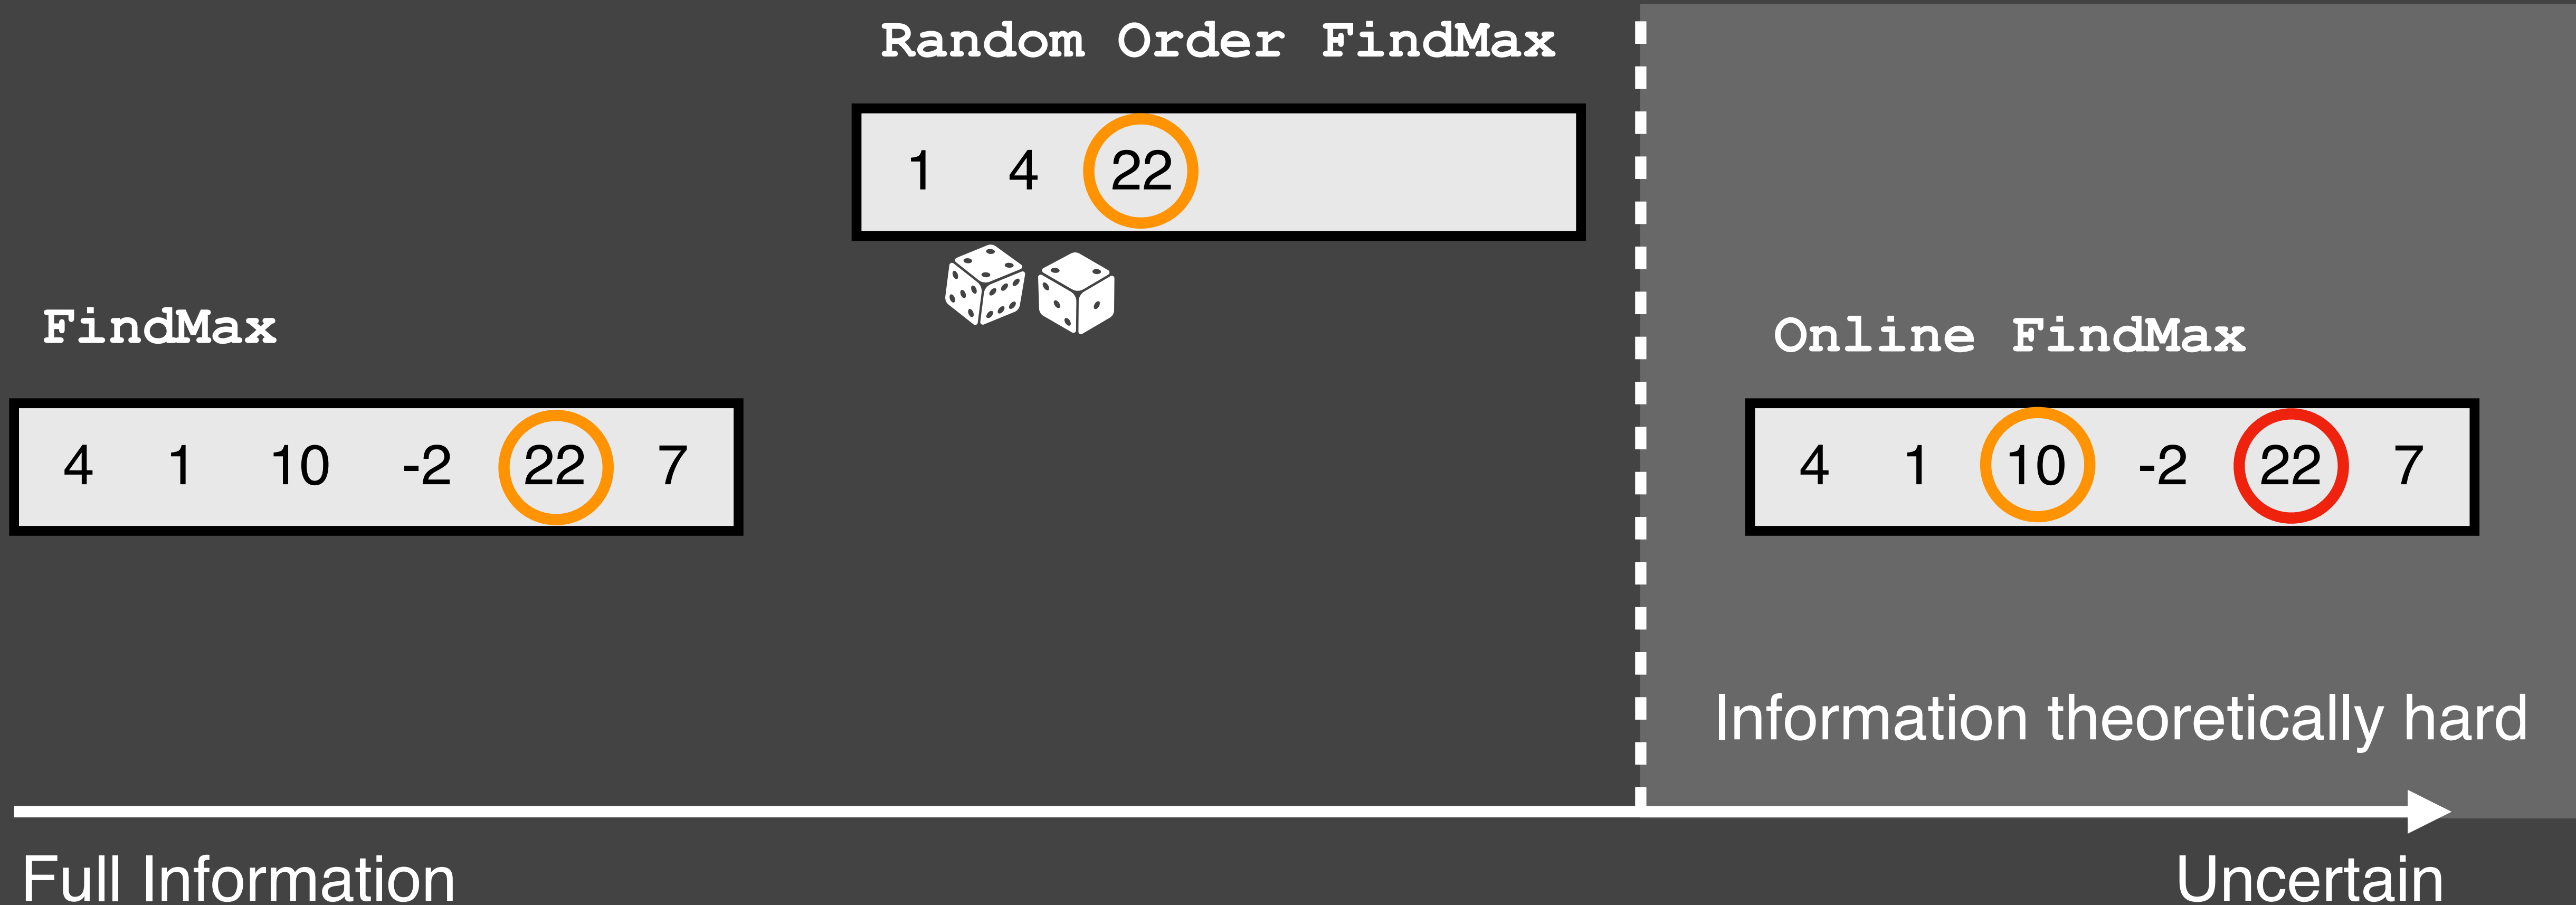 Random Order FindMax
1 4 22
FindMax
4 1 10 -2 22 7
Online FindMax
4 1 10 -2 22 7
Information theoretically hard
Full Information
Uncertain